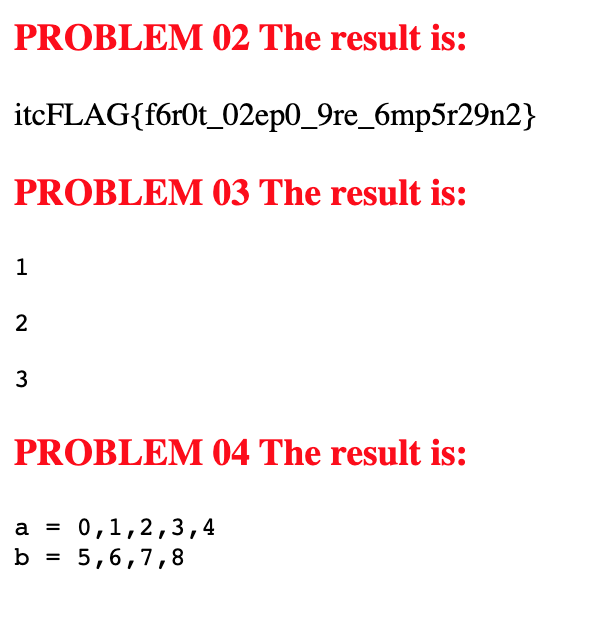 PROBLEM 02 The result is:
itcFLAG{f6r0t_02ep0_9re_6mp5r29n2}
PROBLEM 03 The result is:
1
2
3
PROBLEM 04 The result is:
a = 0,1,2,3,4
b = 5,6,7,8